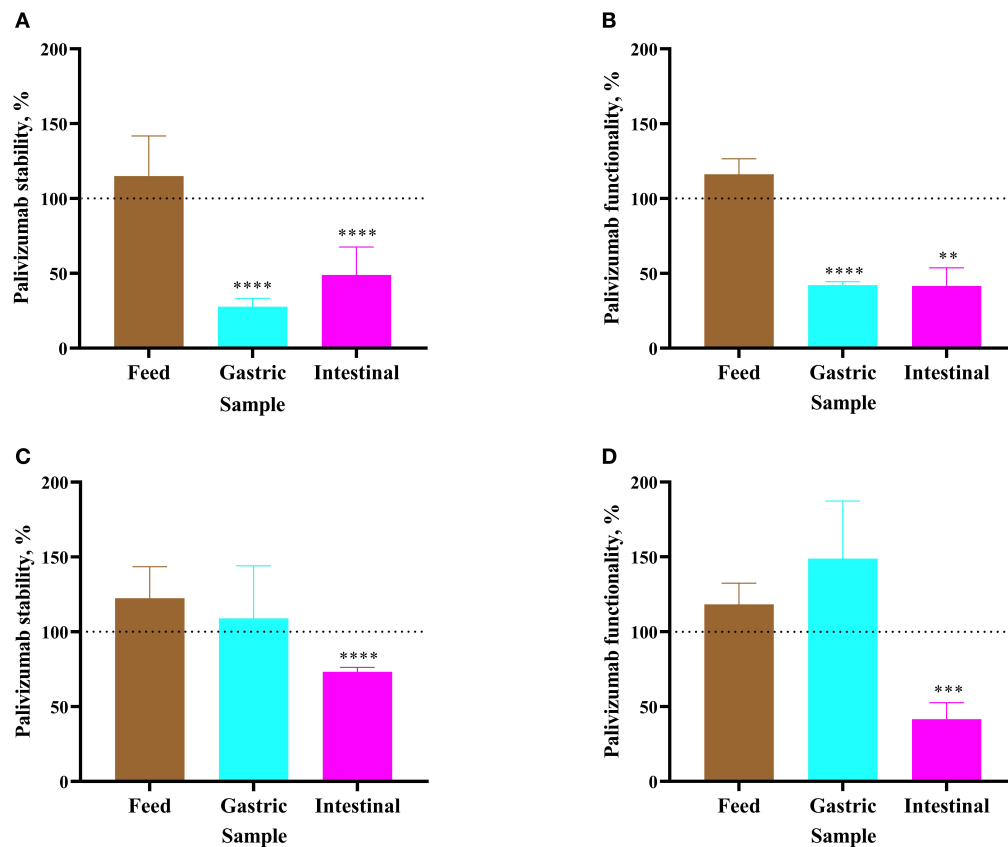 A
Palivizumab stability, %
200
150
100
50
0
****
****
Feed Gastric Intestinal
Sample
B
Palivizumab functionality, %
200
150
100
50
0
****
**
Feed Gastric Intestinal
Sample
C
Palivizumab stability, %
200
150
100
50
0
****
Feed Gastric Intestinal
Sample
D
Palivizumab functionality, %
200
150
100
50
0
***
Feed Gastric Intestinal
Sample